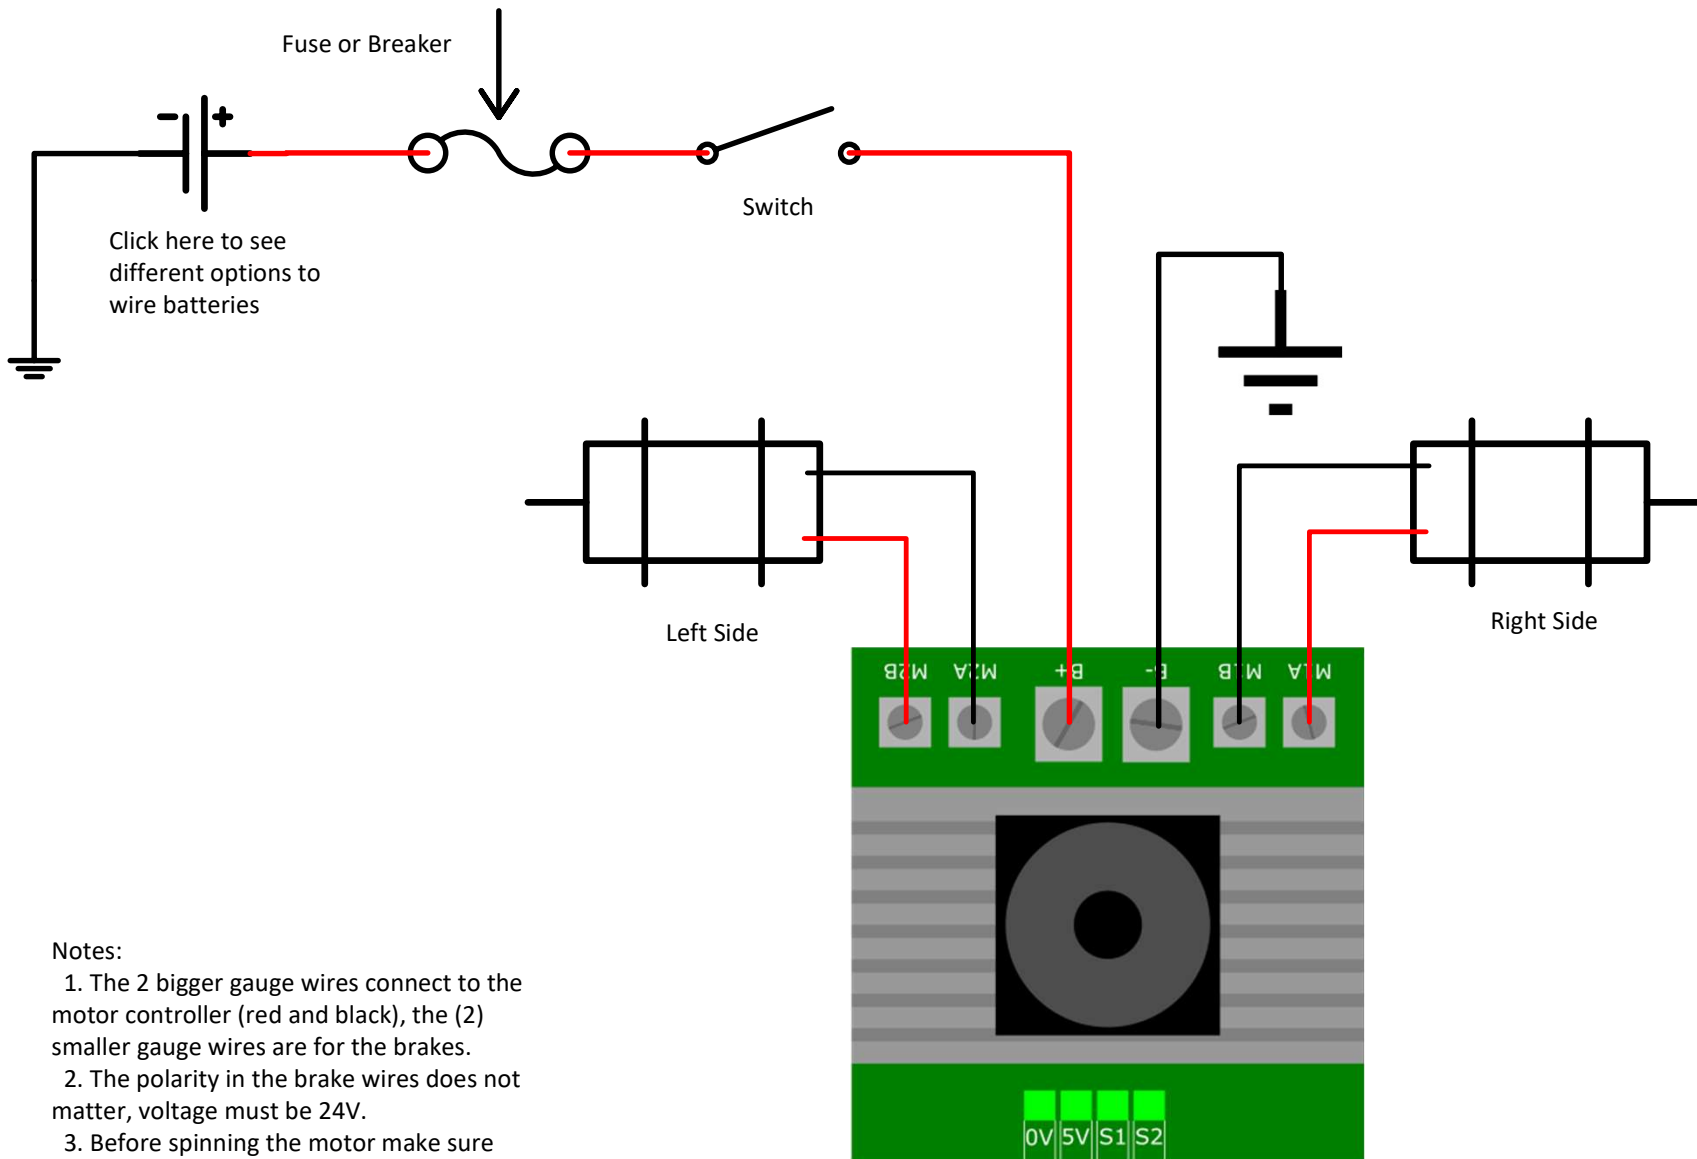 Fuse or Breaker
- +
Switch
Click here to see
different options to
wire batteries
Left Side
Right Side
M2B M2A B+ B- M1B M1A
Notes:
1. The 2 bigger gauge wires connect to the
motor controller (red and black), the (2)
smaller gauge wires are for the brakes.
2. The polarity in the brake wires does not
matter, voltage must be 24V.
3. Before spinning the motor make sure
0V 5V S1 S2